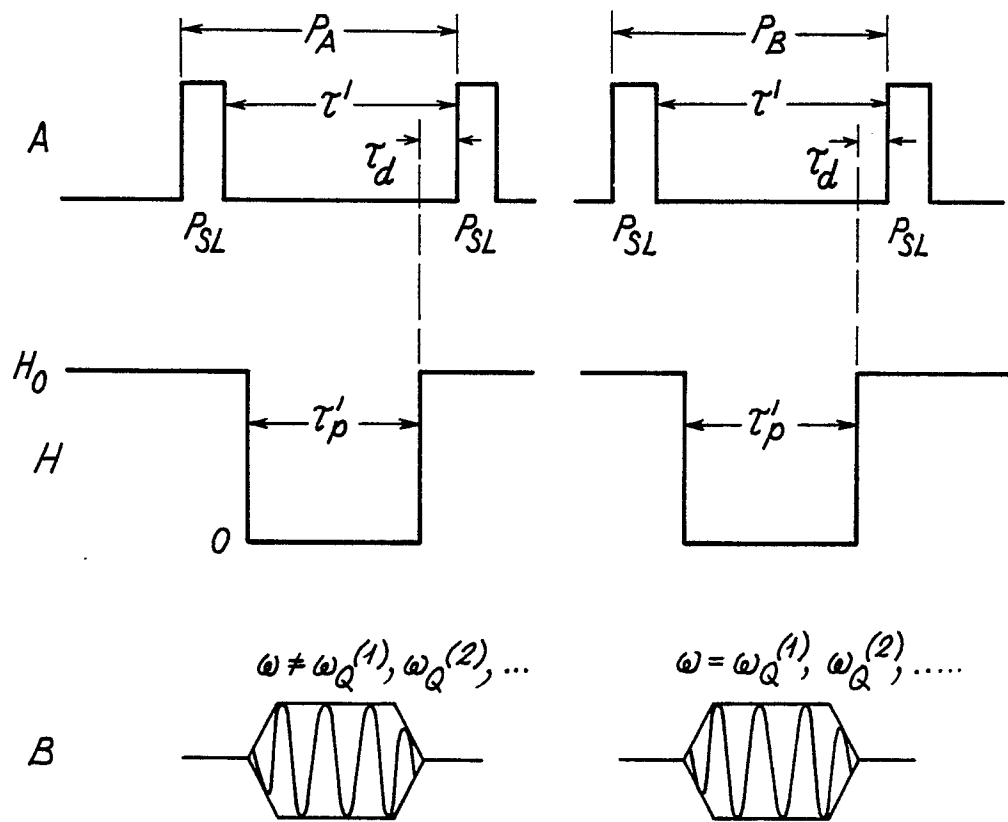 P_A P_B
τ' τ'
A τ_d τ_d
P_SL P_SL P_SL P_SL
H_0
τ'_p τ'_p
H
0
ω ≠ ω_Q^(1), ω_Q^(2), ... ω = ω_Q^(1), ω_Q^(2), .....
B